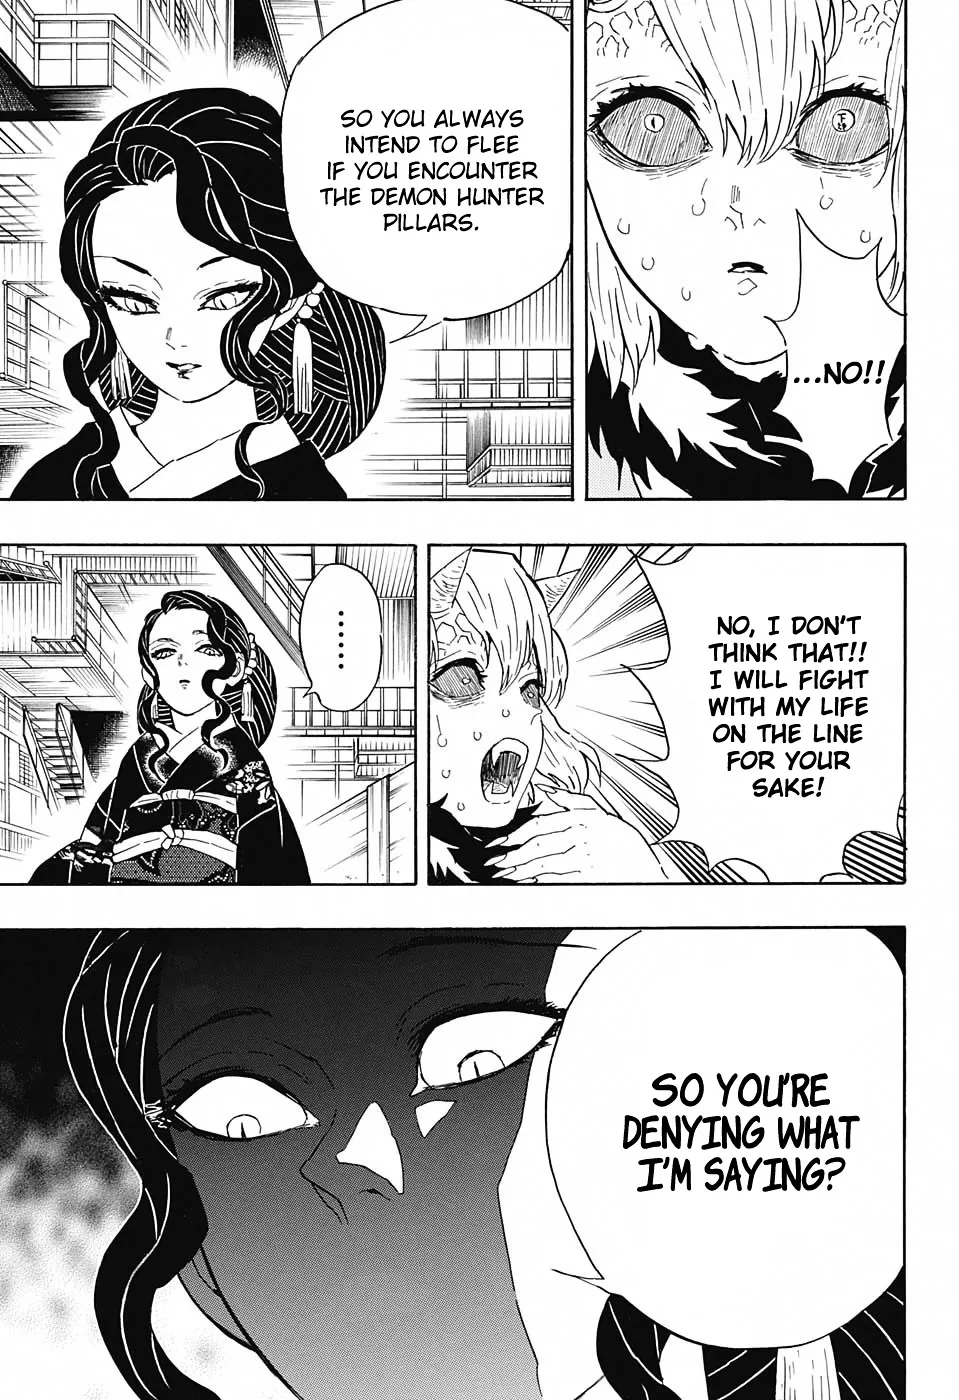 ...NO!!
SO YOU ALWAYS
INTEND TO FLEE
IF YOU ENCOUNTER
THE DEMON HUNTER
PILLARS.
NO, I DON'T
THINK THAT!!
I WILL FIGHT
WITH MY LIFE
ON THE LINE
FOR YOUR
SAKE!
......
SO YOU'RE
DENYING WHAT
I'M SAYING?